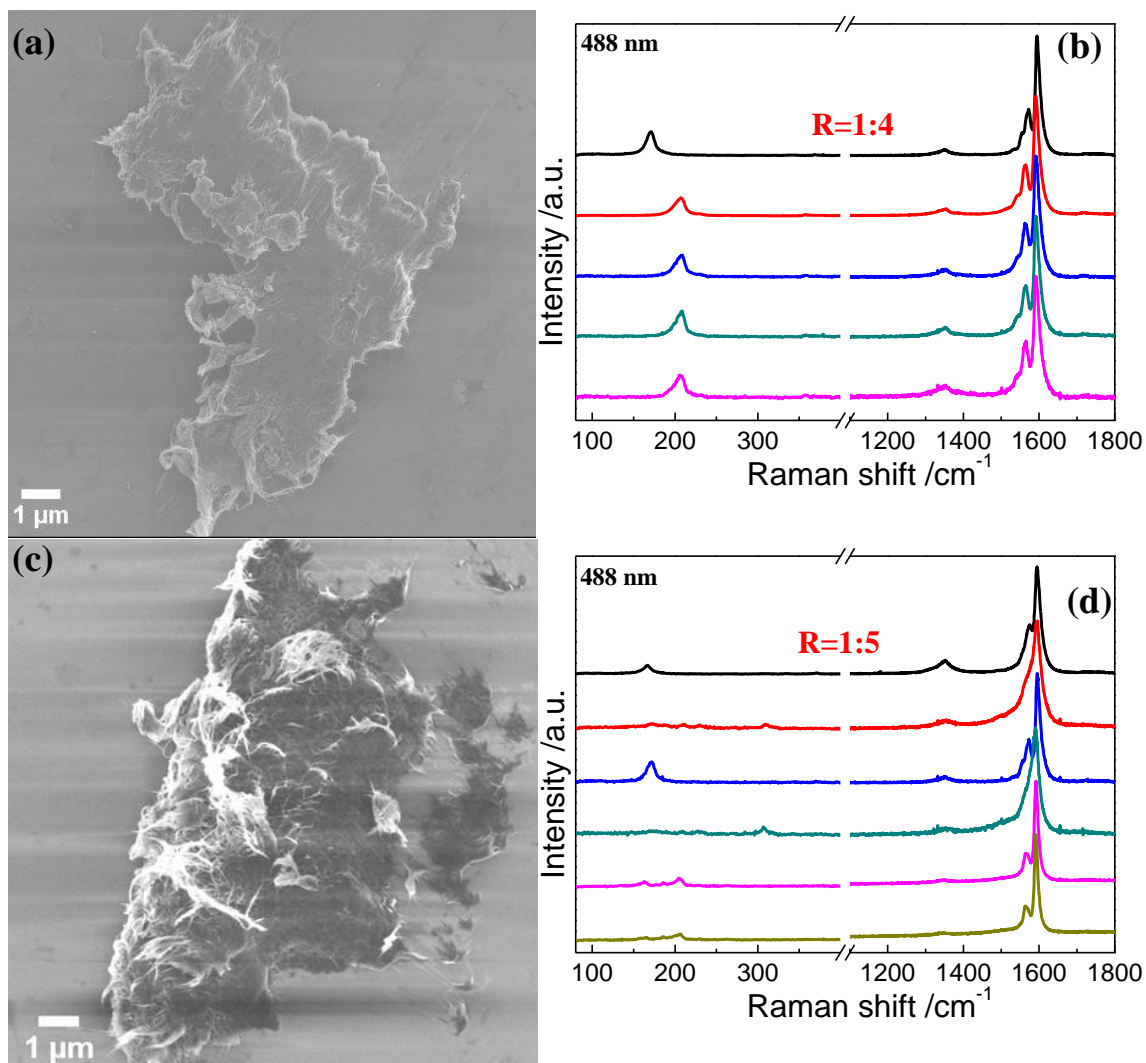 (a)
1 μm
488 nm
(b)
R=1:4
Intensity /a.u.
100 200 300 1200 1400 1600 1800
Raman shift /cm-1
(c)
1 μm
488 nm
(d)
R=1:5
Intensity /a.u.
100 200 300 1200 1400 1600 1800
Raman shift /cm-1